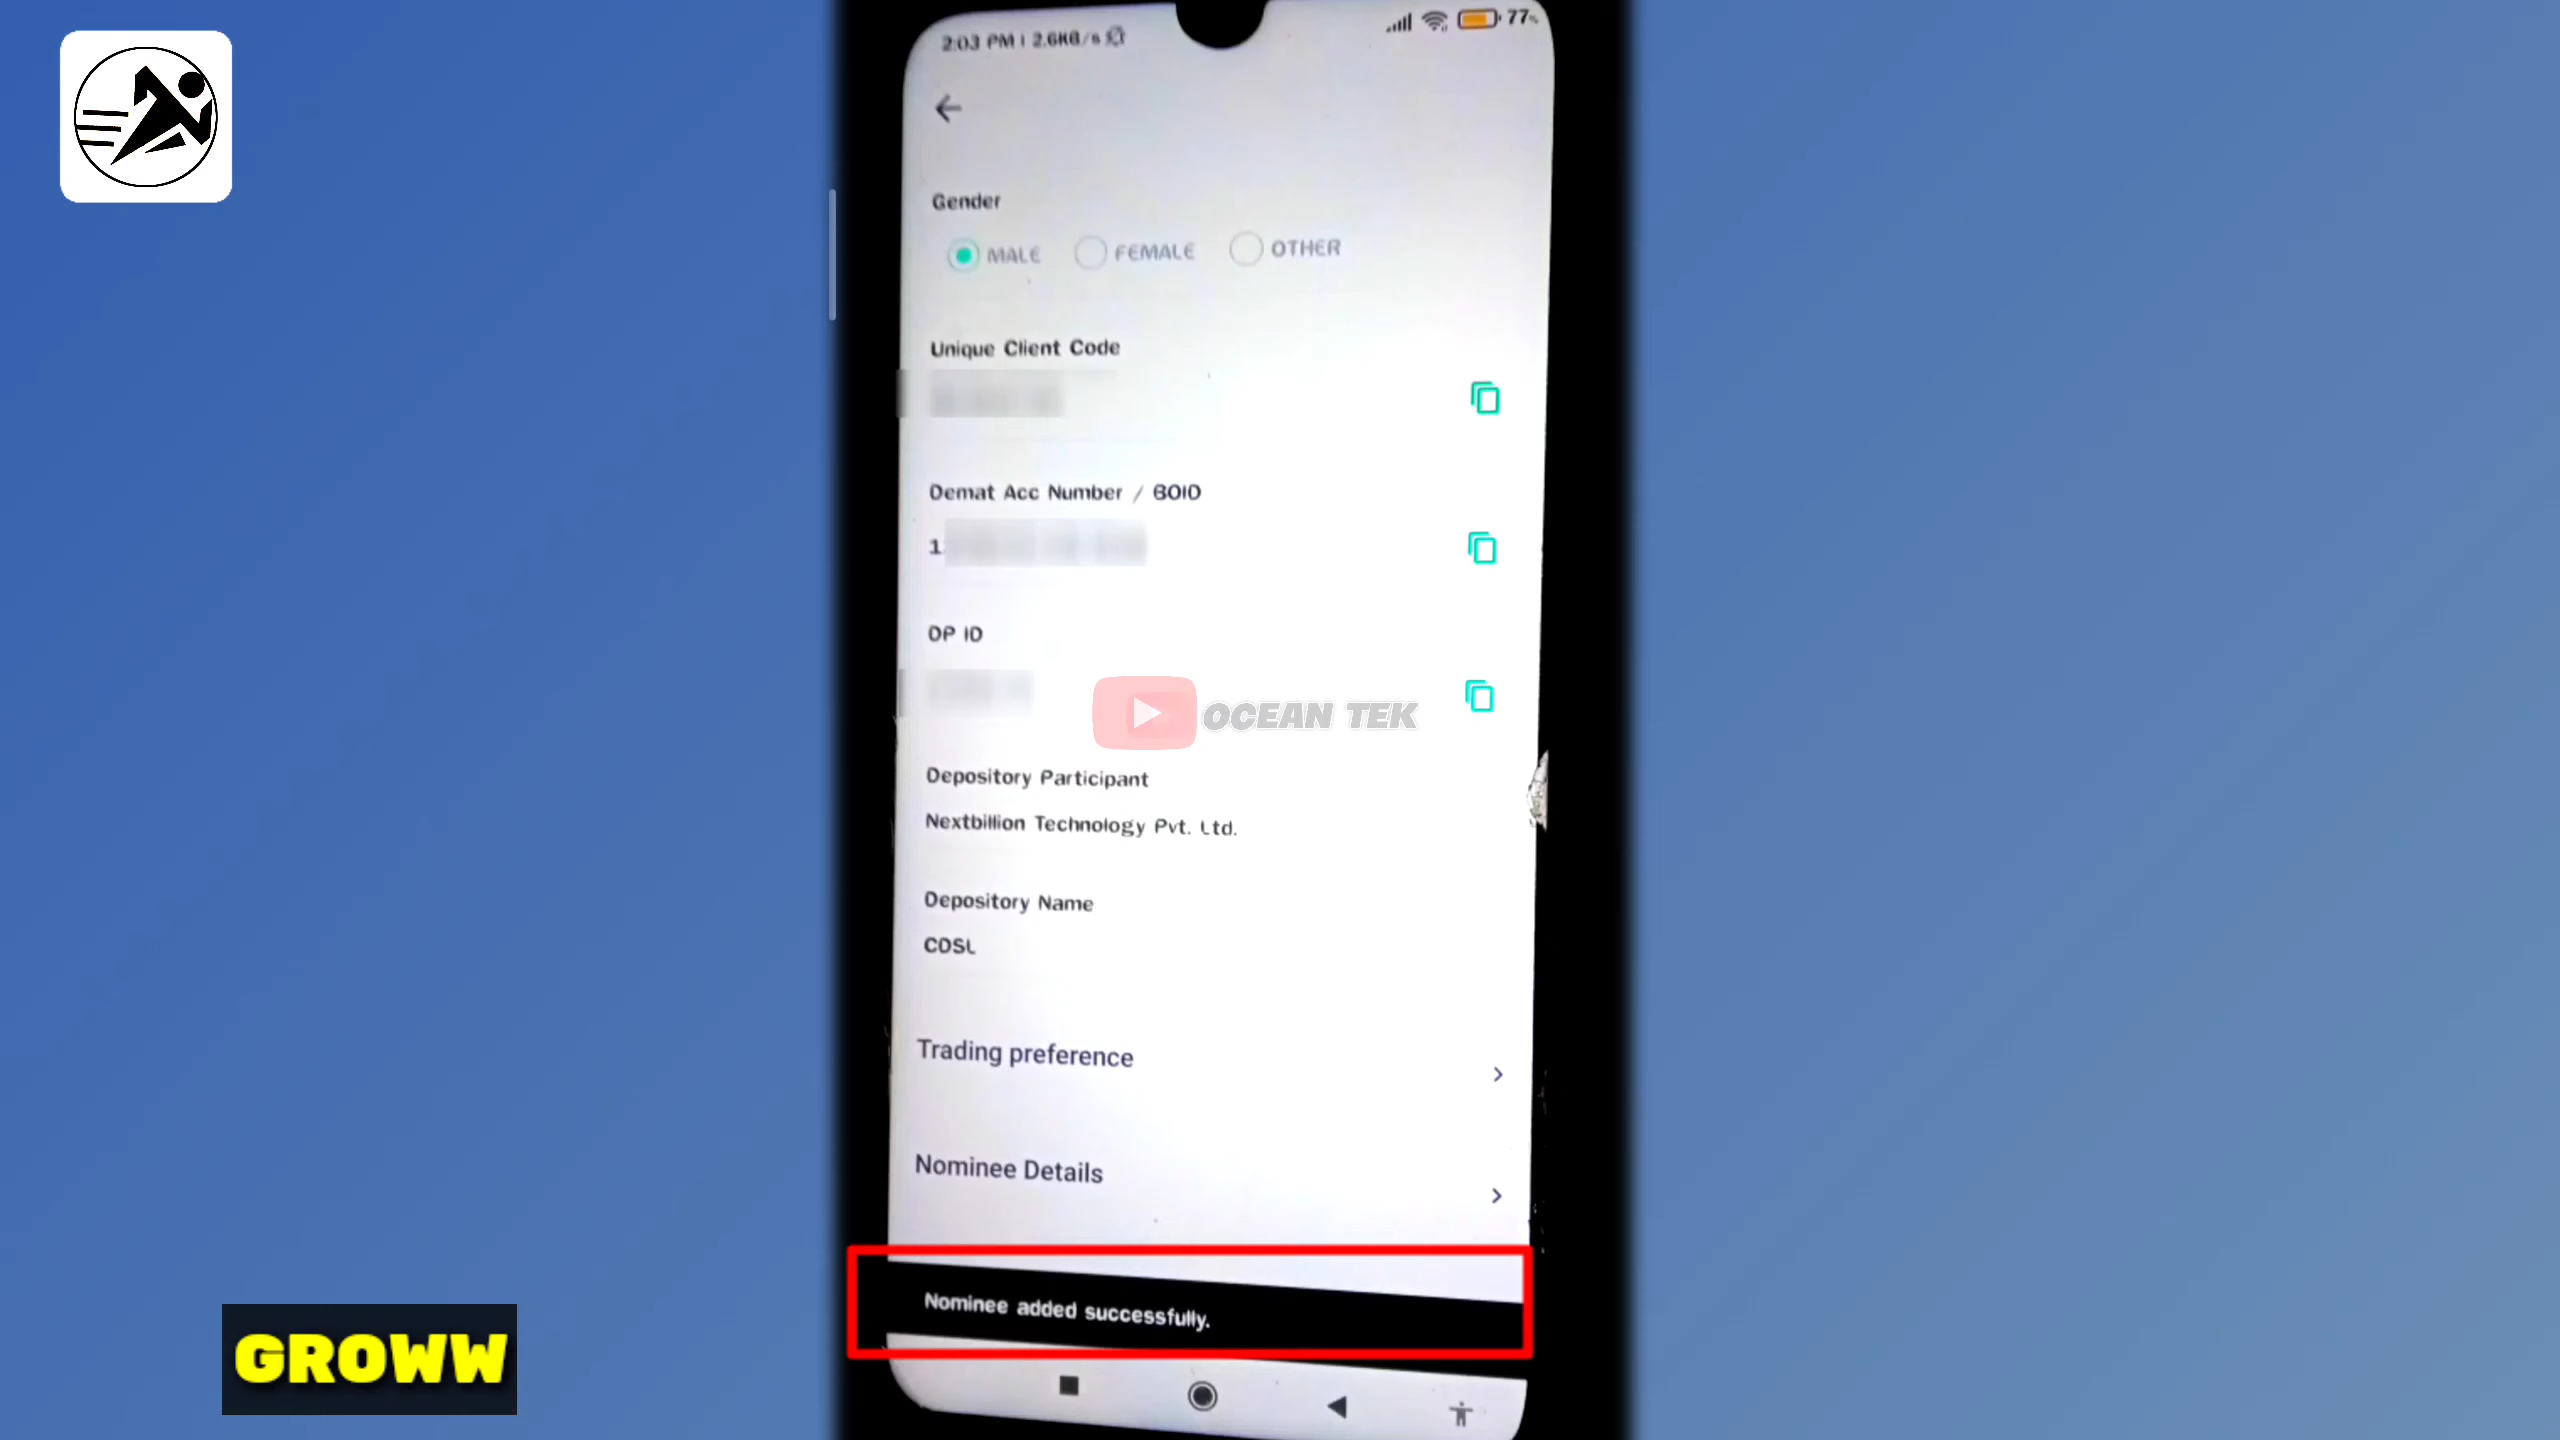 2:03 PM | 2.6KB/s
77%
Gender
MALE
FEMALE
OTHER
Unique Client Code
Demat Acc Number / BOID
1
DP ID
OCEAN TEK
Depository Participant
Nextbillion Technology Pvt. Ltd.
Depository Name
CDSL
Trading preference
Nominee Details
Nominee added successfully.
GROWW